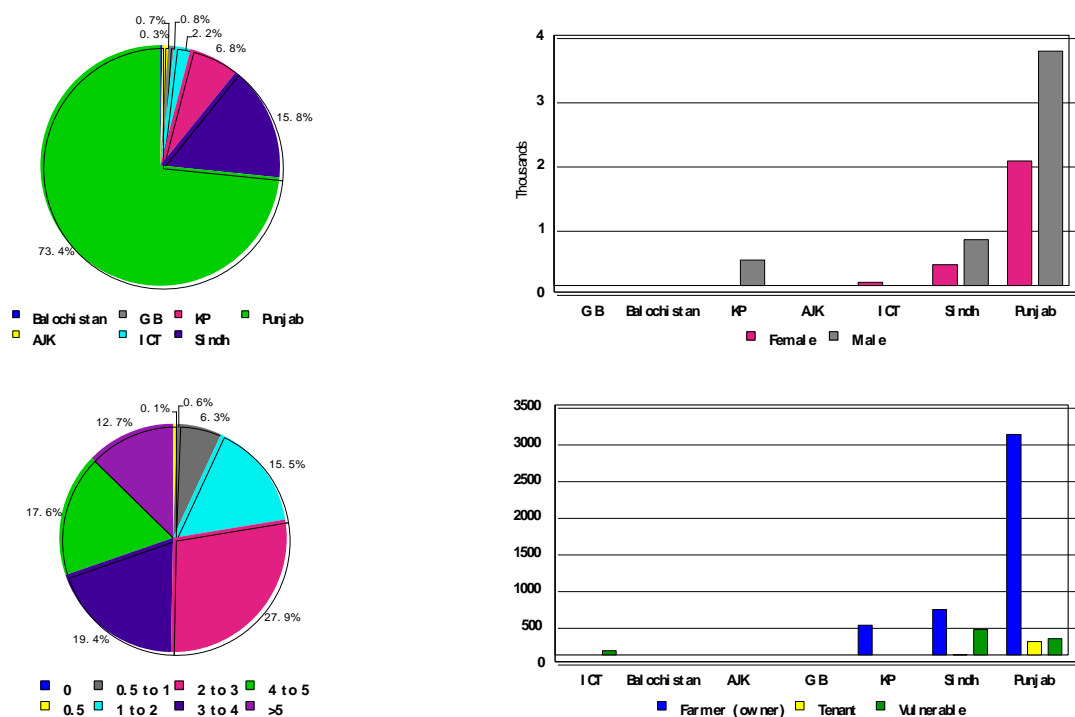 0.7% 0.8%
0.3% 2.2%
6.8%
15.8%
73.4%
Balochistan GB KP Punjab
AJK ICT Sindh
4
3
2
1
0
Thousands
GB Balochistan KP AJK ICT Sindh Punjab
Female Male
0.1% 0.6%
12.7% 6.3%
15.5%
17.6%
27.9%
19.4%
0 0.5 to 1 2 to 3 4 to 5
0.5 1 to 2 3 to 4 >5
3500
3000
2500
2000
1500
1000
500
0
ICT Balochistan AJK GB KP Sindh Punjab
Farmer (owner) Tenant Vulnerable